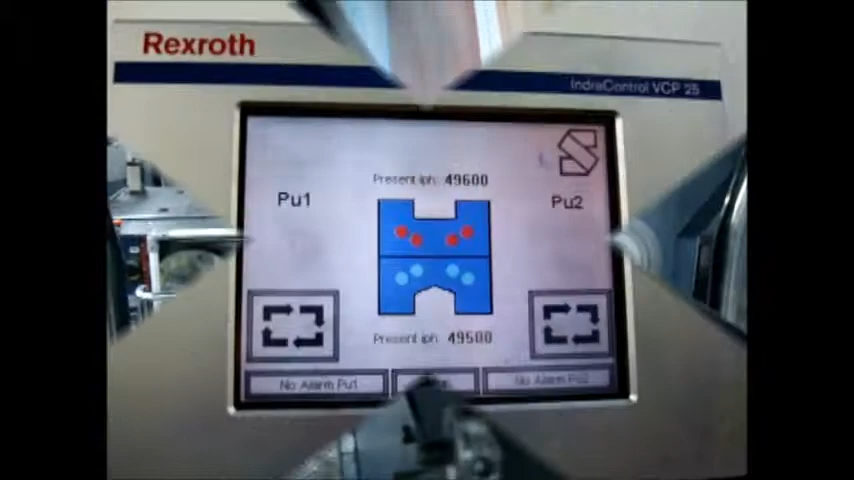 Rexroth
IndraControl VCP 25
Present iph: 49600
Pu1
Pu2
Present iph: 49500
No Alarm Pu1
No Alarm Pu2